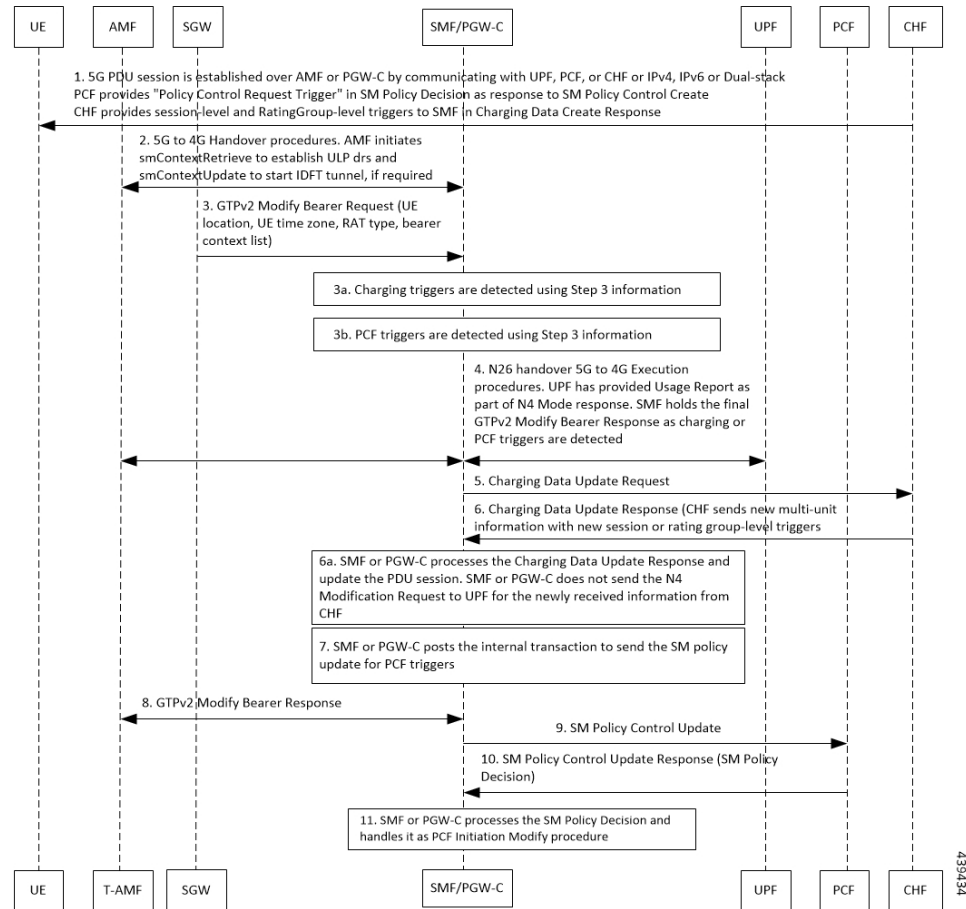 UE
AMF
SGW
SMF/PGW-C
UPF
PCF
CHF
1. 5G PDU session is established over AMF or PGW-C by communicating with UPF, PCF, or CHF or IPv4, IPv6 or Dual-stack
PCF provides "Policy Control Request Trigger" in SM Policy Decision as response to SM Policy Control Create
CHF provides session-level and RatingGroup-level triggers to SMF in Charging Data Create Response
2. 5G to 4G Handover procedures. AMF initiates
smContextRetrieve to establish ULP drs and
smContextUpdate to start IDFT tunnel, if required
3. GTPv2 Modify Bearer Request (UE
location, UE time zone, RAT type, bearer
context list)
3a. Charging triggers are detected using Step 3 information
3b. PCF triggers are detected using Step 3 information
4. N26 handover 5G to 4G Execution
procedures. UPF has provided Usage Report as
part of N4 Mode response. SMF holds the final
GTPv2 Modify Bearer Response as charging or
PCF triggers are detected
5. Charging Data Update Request
6. Charging Data Update Response (CHF sends new multi-unit
information with new session or rating group-level triggers
6a. SMF or PGW-C processes the Charging Data Update Response and
update the PDU session. SMF or PGW-C does not send the N4
Modification Request to UPF for the newly received information from
CHF
7. SMF or PGW-C posts the internal transaction to send the SM policy
update for PCF triggers
8. GTPv2 Modify Bearer Response
9. SM Policy Control Update
10. SM Policy Control Update Response (SM Policy
Decision)
11. SMF or PGW-C processes the SM Policy Decision and
handles it as PCF Initiation Modify procedure
UE
T-AMF
SGW
SMF/PGW-C
UPF
PCF
CHF
439434